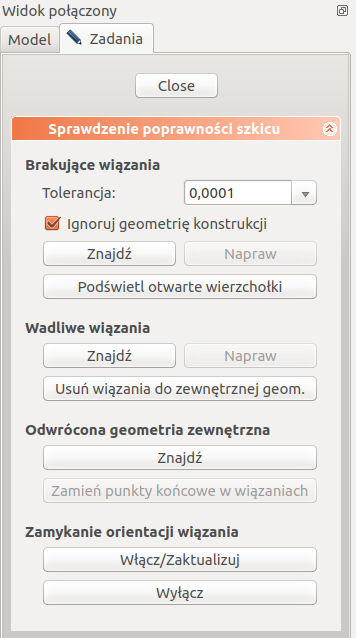 Widok połączony
Model
Zadania
Close
Sprawdzenie poprawności szkicu
Brakujące wiązania
Tolerancja:
0,0001
Ignoruj geometrię konstrukcji
Znajdź
Napraw
Podświetl otwarte wierzchołki
Wadliwe wiązania
Znajdź
Napraw
Usuń wiązania do zewnętrznej geom.
Odwrócona geometria zewnętrzna
Znajdź
Zamień punkty końcowe w wiązaniach
Zamykanie orientacji wiązania
Włącz/Zaktualizuj
Wyłącz